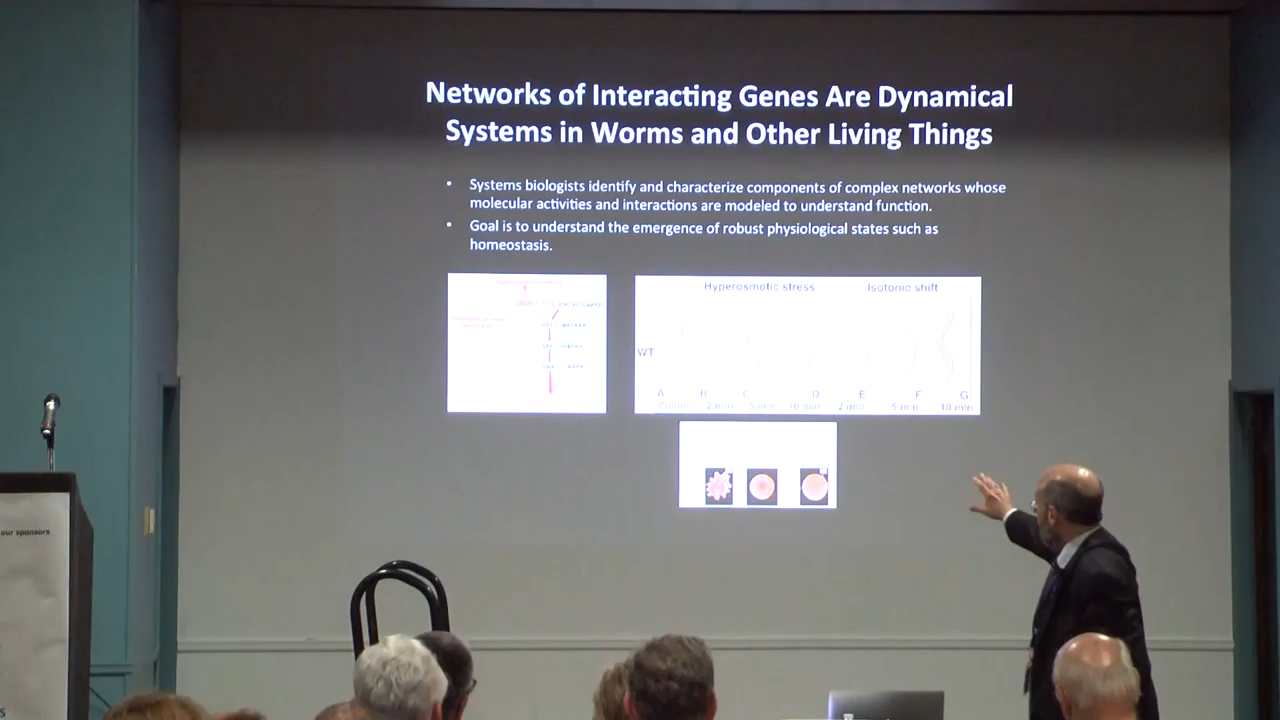 Networks of Interacting Genes Are Dynamical
Systems in Worms and Other Living Things
• Systems biologists identify and characterize components of complex networks whose
molecular activities and interactions are modeled to understand function.
• Goal is to understand the emergence of robust physiological states such as
homeostasis.
Hyperosmotic stress Isotonic shift
WT
A B C D E F G
Control 2 min 5 min 10 min 2 min 5 min 10 min
our sponsors